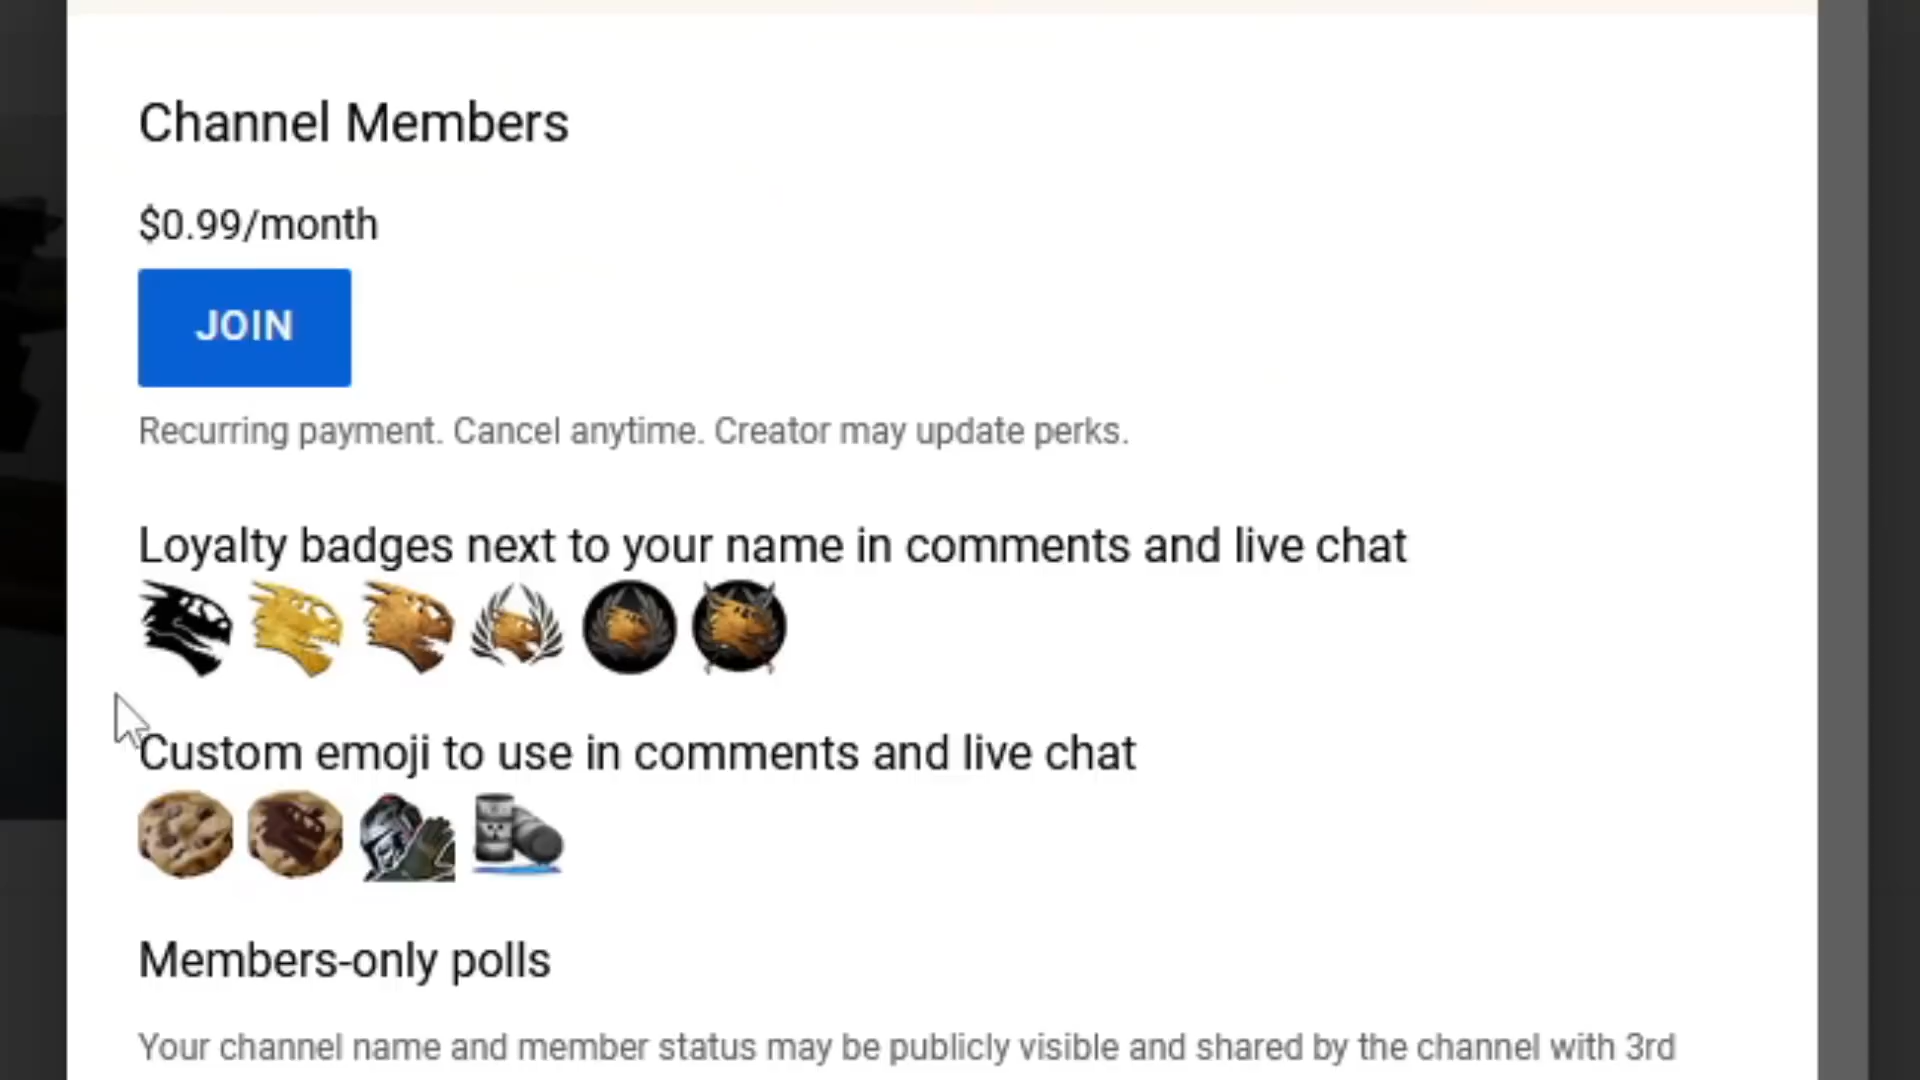 Channel Members
$0.99/month
JOIN
Recurring payment. Cancel anytime. Creator may update perks.
Loyalty badges next to your name in comments and live chat
Custom emoji to use in comments and live chat
Members-only polls
Your channel name and member status may be publicly visible and shared by the channel with 3rd